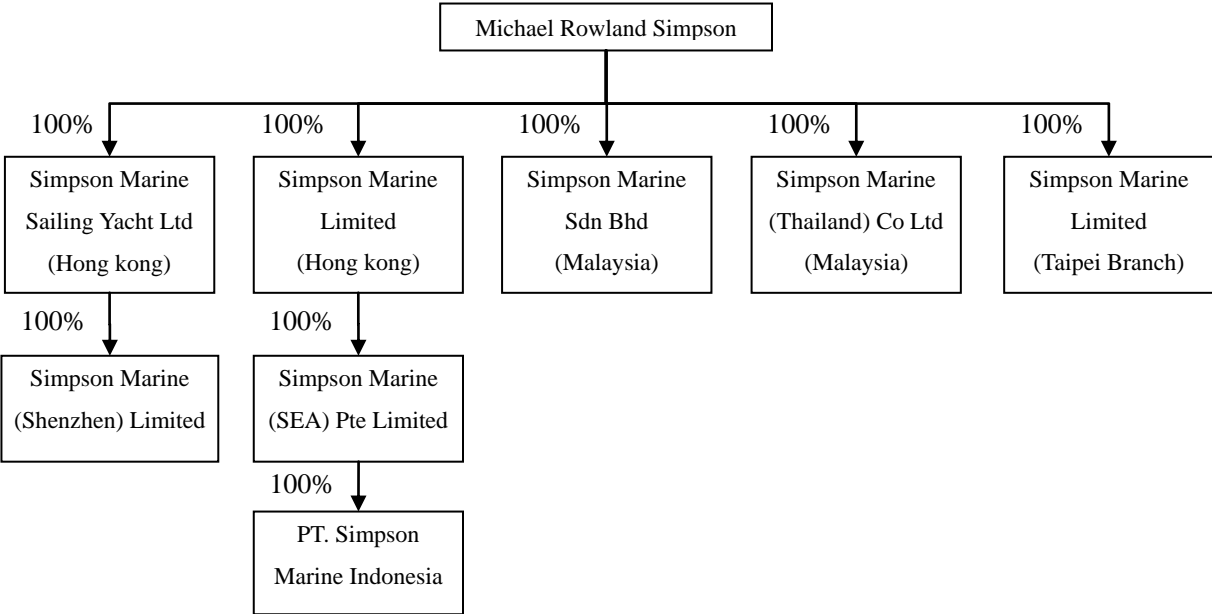 Michael Rowland Simpson
100%
100%
100%
100%
100%
Simpson Marine
Sailing Yacht Ltd
(Hong kong)
Simpson Marine
Limited
(Hong kong)
Simpson Marine
Sdn Bhd
(Malaysia)
Simpson Marine
(Thailand) Co Ltd
(Malaysia)
Simpson Marine
Limited
(Taipei Branch)
100%
100%
Simpson Marine
(Shenzhen) Limited
Simpson Marine
(SEA) Pte Limited
100%
PT. Simpson
Marine Indonesia